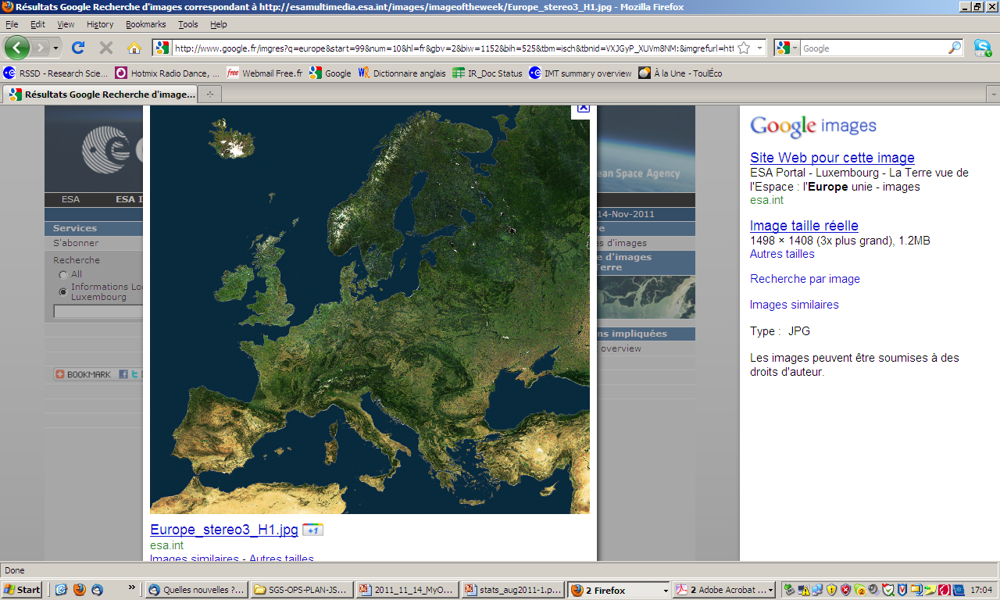 Résultats Google Recherche d'images correspondant à http://esamultimedia.esa.int/images/imageoftheweek/Europe_stereo3_H1.jpg - Mozilla Firefox
File Edit View History Bookmarks Tools Help
http://www.google.fr/imgres?q=europe&start=99&num=10&hl=fr&gbv=2&biw=1152&bih=525&tbm=isch&tbnid=VXJGyP_XUVm8NM:&imgrefurl=htt
Google
RSSD - Research Scie... Hotmix Radio Dance, ... free Webmail Free.fr Google Dictionnaire anglais IR_Doc Status IMT summary overview À la Une - ToulÉco
Résultats Google Recherche d'image...
ean Space Agency
ESA ESA I
14-Nov-2011
Services
S'abonner
Recherche
All
Informations Lo
Luxembourg
BOOKMARK
s d'images
e d'images
Terre
ns impliquées
overview
Europe_stereo3_H1.jpg +1
esa.int
Images similaires - Autres tailles
Google images
Site Web pour cette image
ESA Portal - Luxembourg - La Terre vue de
l'Espace : l'Europe unie - images
esa.int
Image taille réelle
1498 × 1408 (3x plus grand), 1.2MB
Autres tailles
Recherche par image
Images similaires
Type : JPG
Les images peuvent être soumises à des
droits d'auteur.
Done
Start » Quelles nouvelles ?... SGS-OPS-PLAN-JS... 2011_11_14_MyO... stats_aug2011-1.p... 2 Firefox 2 Adobe Acrobat ... 17:04